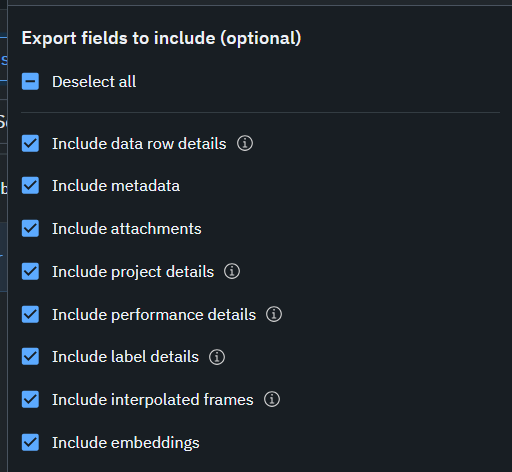 Export fields to include (optional)
Deselect all
Include data row details
Include metadata
Include attachments
Include project details
Include performance details
Include label details
Include interpolated frames
Include embeddings